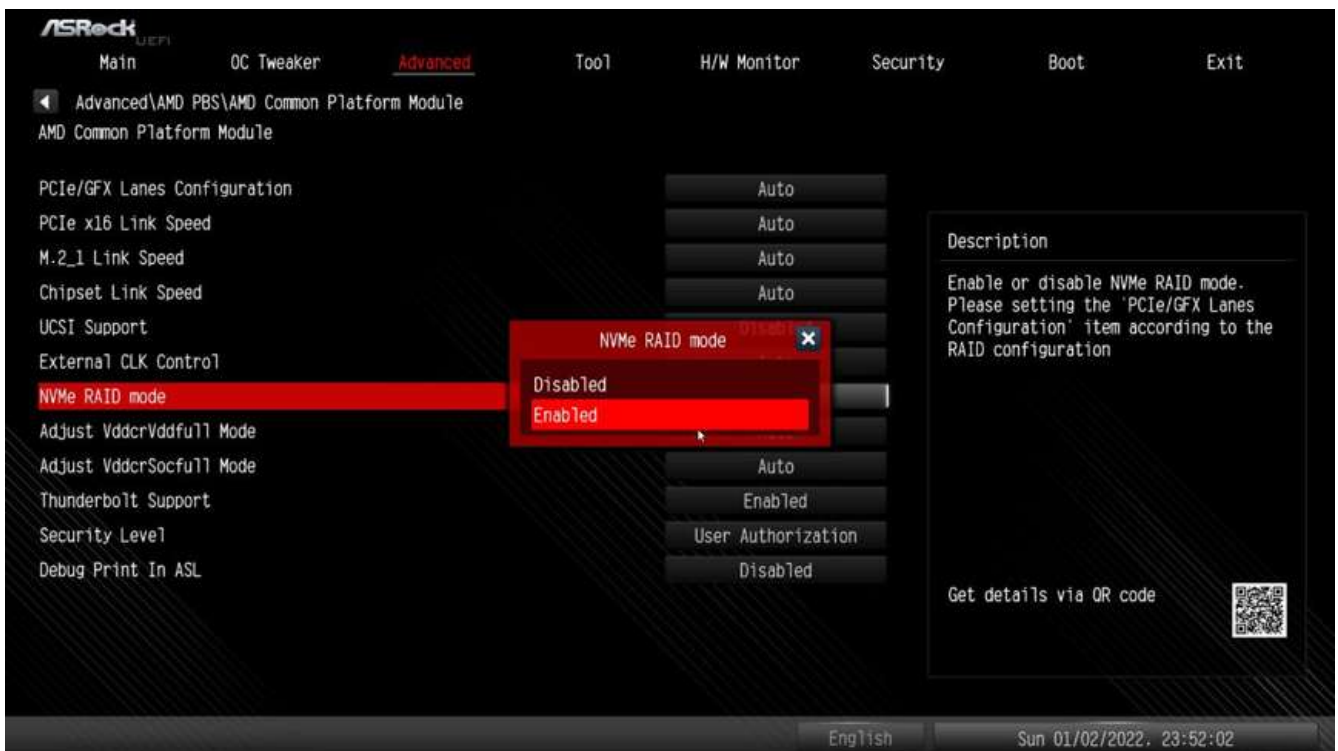 ASRock
UEFI
Main OC Tweaker Advanced Tool H/W Monitor Security Boot Exit
Advanced\AMD PBS\AMD Common Platform Module
AMD Common Platform Module
PCIe/GFX Lanes Configuration Auto
PCIe x16 Link Speed Auto
M.2_1 Link Speed Auto
Chipset Link Speed Auto
UCSI Support Disabled
External CLK Control
NVMe RAID mode
Adjust VddcrVddfull Mode
Adjust VddcrSocfull Mode Auto
Thunderbolt Support Enabled
Security Level User Authorization
Debug Print In ASL Disabled
NVMe RAID mode
Disabled
Enabled
Description
Enable or disable NVMe RAID mode.
Please setting the 'PCIe/GFX Lanes
Configuration' item according to the
RAID configuration
Get details via QR code
English Sun 01/02/2022, 23:52:02